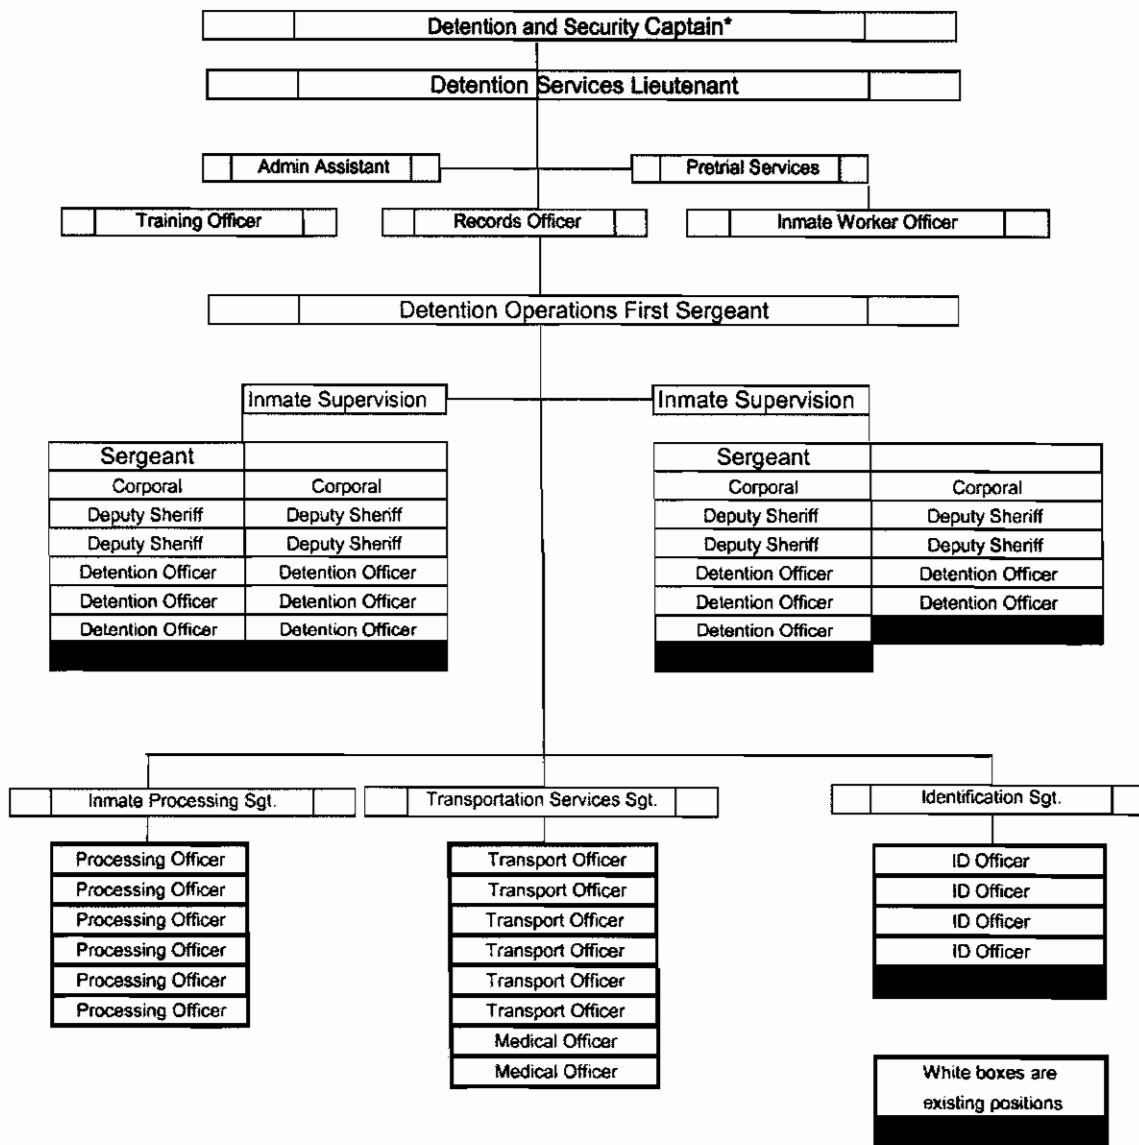 Detention and Security Captain*
Detention Services Lieutenant
Admin Assistant
Pretrial Services
Training Officer
Records Officer
Inmate Worker Officer
Detention Operations First Sergeant
Inmate Supervision
Inmate Supervision
Sergeant
Corporal Corporal
Deputy Sheriff Deputy Sheriff
Deputy Sheriff Deputy Sheriff
Detention Officer Detention Officer
Detention Officer Detention Officer
Detention Officer Detention Officer
Sergeant
Corporal Corporal
Deputy Sheriff Deputy Sheriff
Deputy Sheriff Deputy Sheriff
Detention Officer Detention Officer
Detention Officer Detention Officer
Detention Officer
Inmate Processing Sgt.
Processing Officer
Processing Officer
Processing Officer
Processing Officer
Processing Officer
Processing Officer
Transportation Services Sgt.
Transport Officer
Transport Officer
Transport Officer
Transport Officer
Transport Officer
Transport Officer
Medical Officer
Medical Officer
Identification Sgt.
ID Officer
ID Officer
ID Officer
ID Officer
White boxes are
existing positions